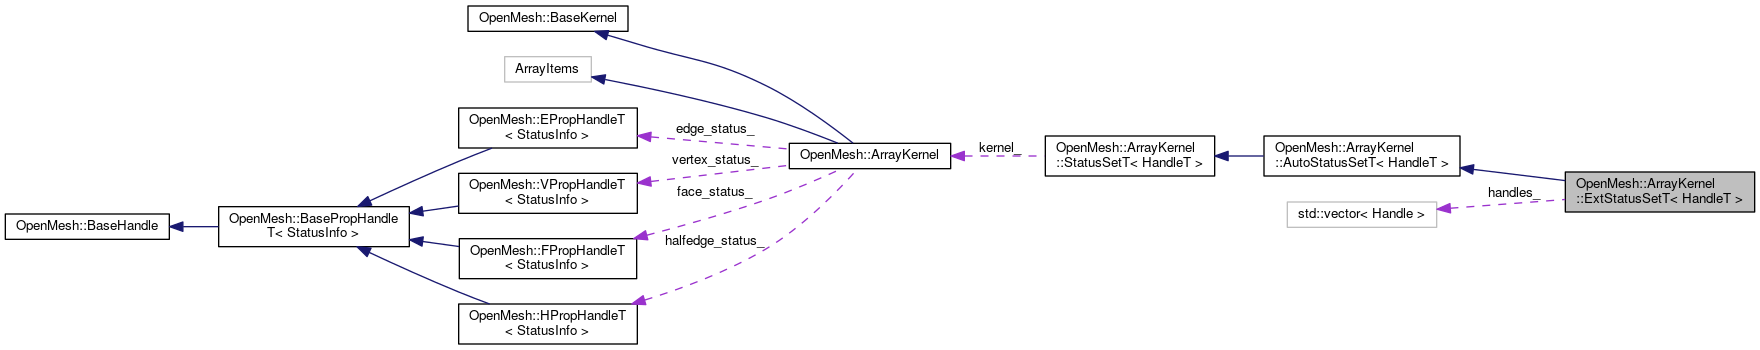 OpenMesh::BaseKernel
ArrayItems
OpenMesh::EPropHandleT
< StatusInfo >
edge_status_
OpenMesh::ArrayKernel
kernel_
OpenMesh::ArrayKernel
::StatusSetT< HandleT >
OpenMesh::ArrayKernel
::AutoStatusSetT< HandleT >
vertex_status_
OpenMesh::VPropHandleT
< StatusInfo >
face_status_
handles_
OpenMesh::ArrayKernel
::ExtStatusSetT< HandleT >
std::vector< Handle >
OpenMesh::BaseHandle
OpenMesh::BasePropHandle
T< StatusInfo >
halfedge_status_
OpenMesh::FPropHandleT
< StatusInfo >
OpenMesh::HPropHandleT
< StatusInfo >